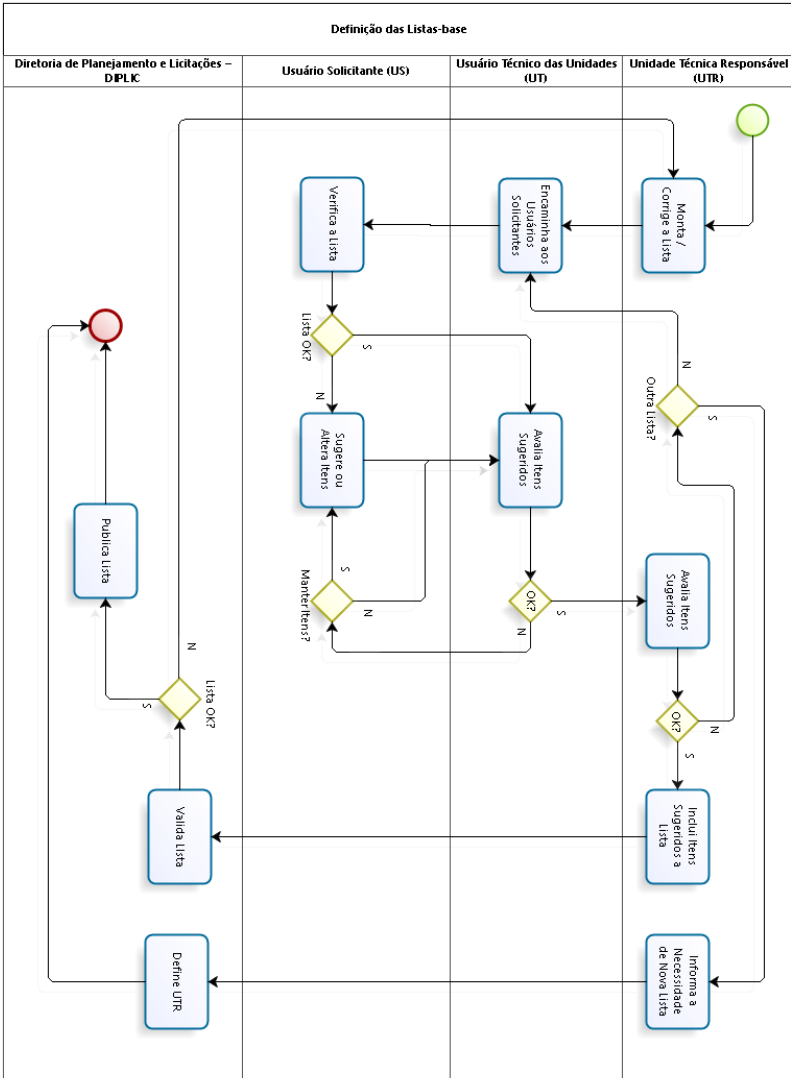 Definição das Listas-base
Diretoria de Planejamento e Licitações –
DIPLIC
Usuário Solicitante (US)
Usuário Técnico das Unidades
(UT)
Unidade Técnica Responsável
(UTR)
Monta /
Corrige a Lista
Encaminha aos
Usuários
Solicitantes
Verifica a Lista
Lista OK?
S
N
Sugere ou
Altera Itens
Avalia Itens
Sugeridos
OK?
S
N
Manter Itens?
S
N
Outra Lista?
N
S
Avalia Itens
Sugeridos
OK?
N
S
Inclui Itens
Sugeridos a
Lista
Valida LIsta
Lista OK?
N
S
Publica Lista
Informa a
Necessidade
de Nova Lista
Define UTR